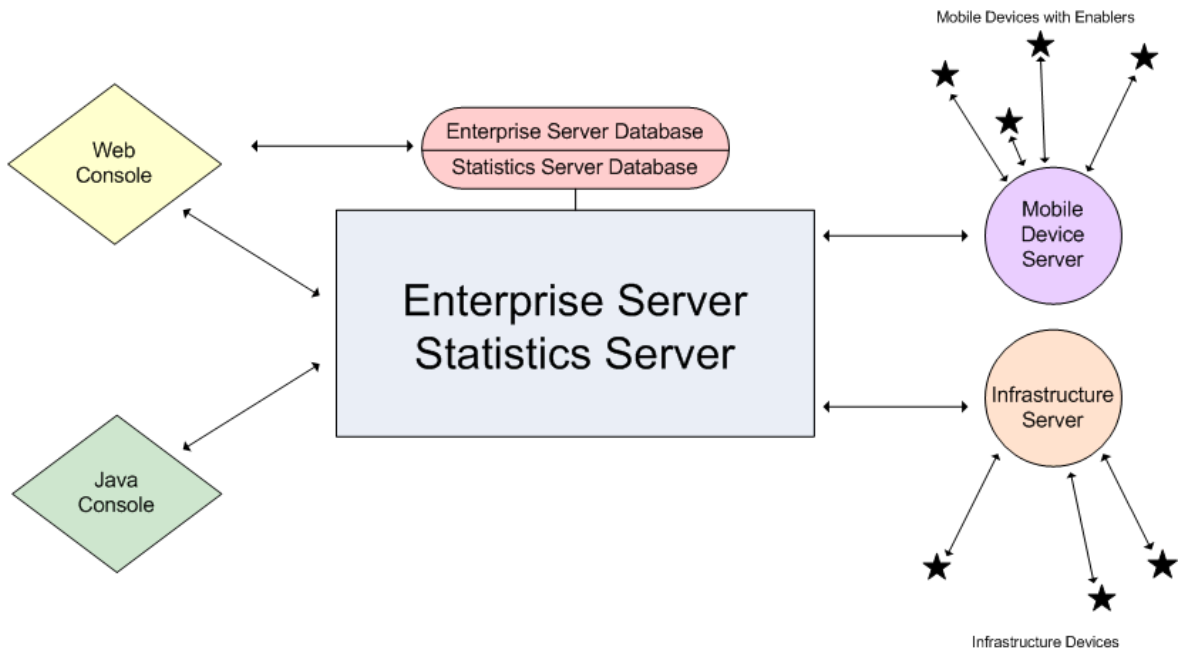 Mobile Devices with Enablers
Web
Console
Enterprise Server Database
Statistics Server Database
Mobile
Device
Server
Enterprise Server
Statistics Server
Infrastructure
Server
Java
Console
Infrastructure Devices